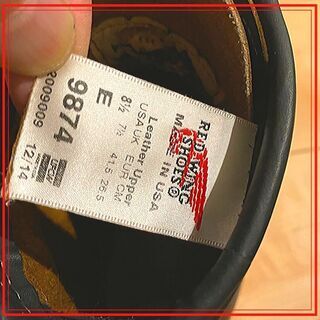 RED WING
SHOES®
MADE IN USA
Leather Upper
USA/UK EUR CM
8½ 7½ 41.5 26.5
E
9874
12/14